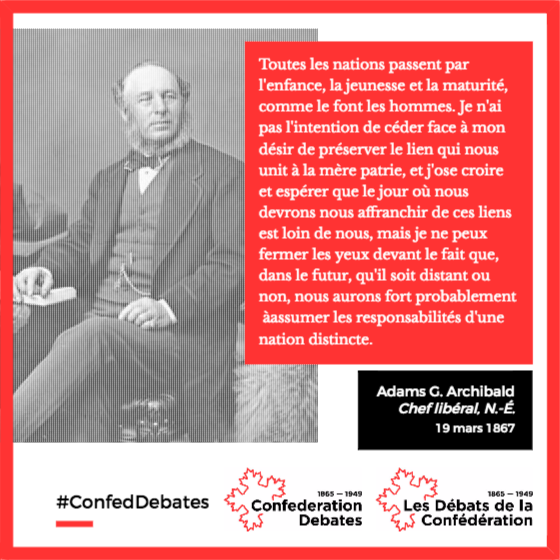 Toutes les nations passent par
l'enfance, la jeunesse et la maturité,
comme le font les hommes. Je n'ai
pas l'intention de céder face à mon
désir de préserver le lien qui nous
unit à la mère patrie, et j'ose croire
et espérer que le jour où nous
devrons nous affranchir de ces liens
est loin de nous, mais je ne peux
fermer les yeux devant le fait que,
dans le futur, qu'il soit distant ou
non, nous aurons fort probablement
àassumer les responsabilités d'une
nation distincte.
Adams G. Archibald
Chef libéral, N.-É.
19 mars 1867
#ConfedDebates
1865 — 1949
Confederation
Debates
1865 — 1949
Les Débats de la
Confédération